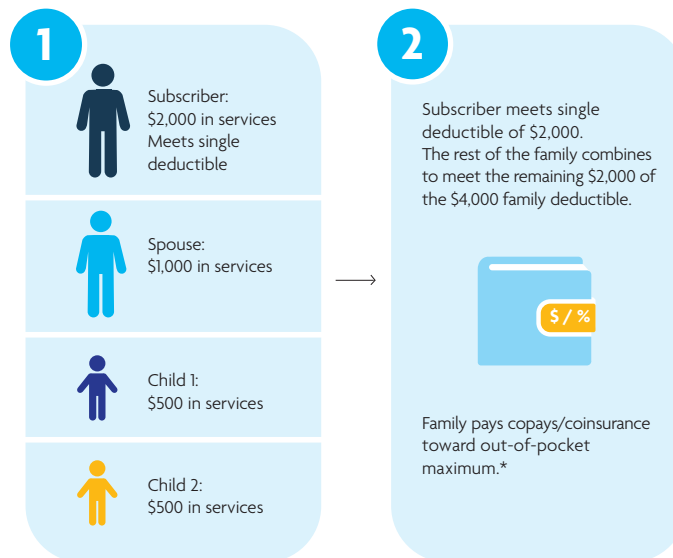 1
Subscriber:
$2,000 in services
Meets single
deductible
Spouse:
$1,000 in services
Child 1:
$500 in services
Child 2:
$500 in services
2
Subscriber meets single
deductible of $2,000.
The rest of the family combines
to meet the remaining $2,000 of
the $4,000 family deductible.
$ / %
Family pays copays/coinsurance
toward out-of-pocket
maximum.*